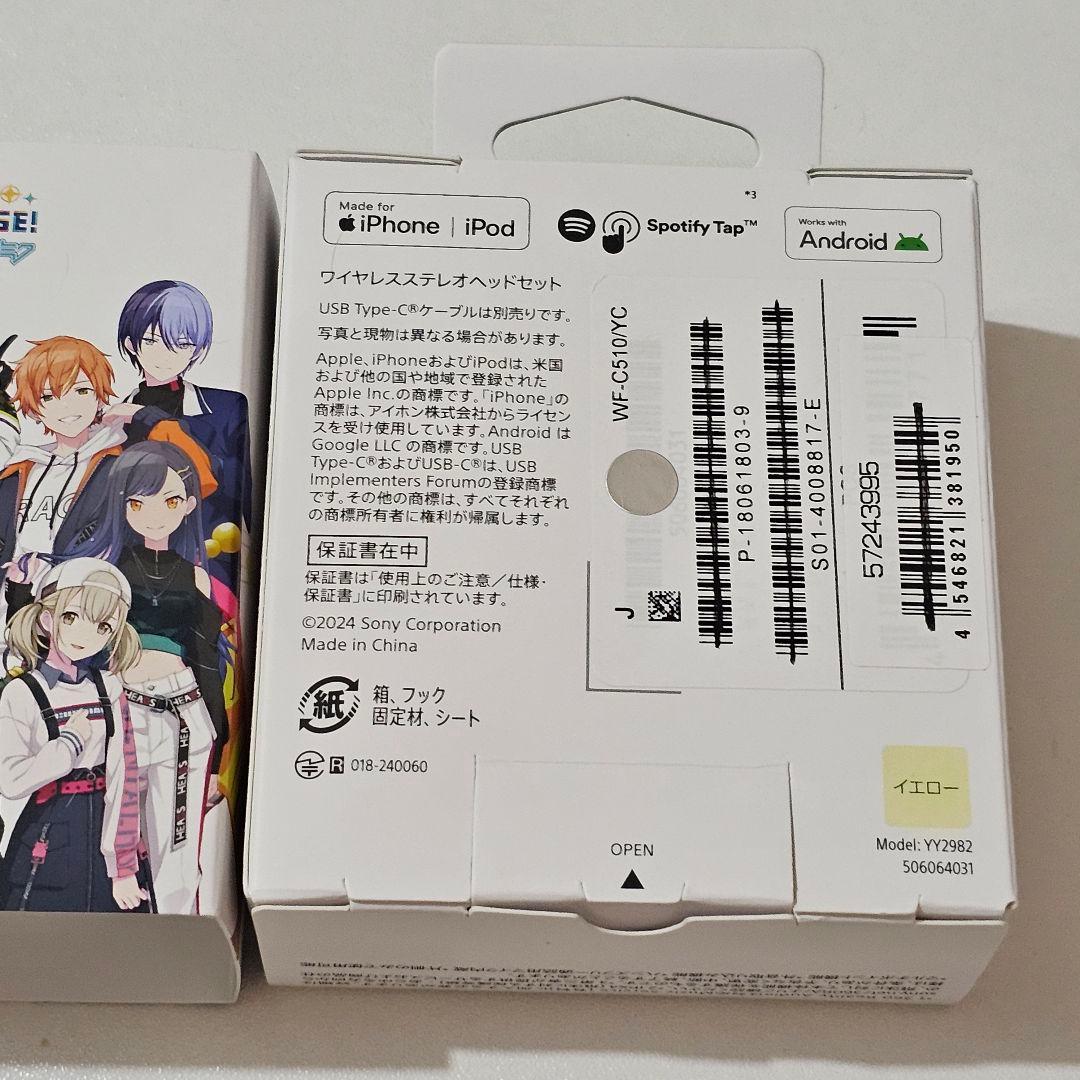 SE!
Made for
iPhone | iPod
Spotify Tap™
*3
Works with
Android
ワイヤレスステレオヘッドセット
USB Type-C®ケーブルは別売りです。
写真と現物は異なる場合があります。
Apple、iPhoneおよびiPodは、米国
および他の国や地域で登録された
Apple Inc.の商標です。「iPhone」の
商標は、アイホン株式会社からライセン
スを受け使用しています。Android は
Google LLC の商標です。USB
Type-C®およびUSB-C®は、USB
Implementers Forumの登録商標
です。その他の商標は、すべてそれぞれ
の商標所有者に権利が帰属します。
保証書在中
保証書は「使用上のご注意/仕様・
保証書」に印刷されています。
©2024 Sony Corporation
Made in China
紙
箱、フック
固定材、シート
R 018-240060
WF-C510/YC
J
P-18061803-9
S01-4008817-E
57243995
4 546821 381950
イエロー
Model: YY2982
506064031
OPEN
HEA S
HEA S
HEA S
HEA S